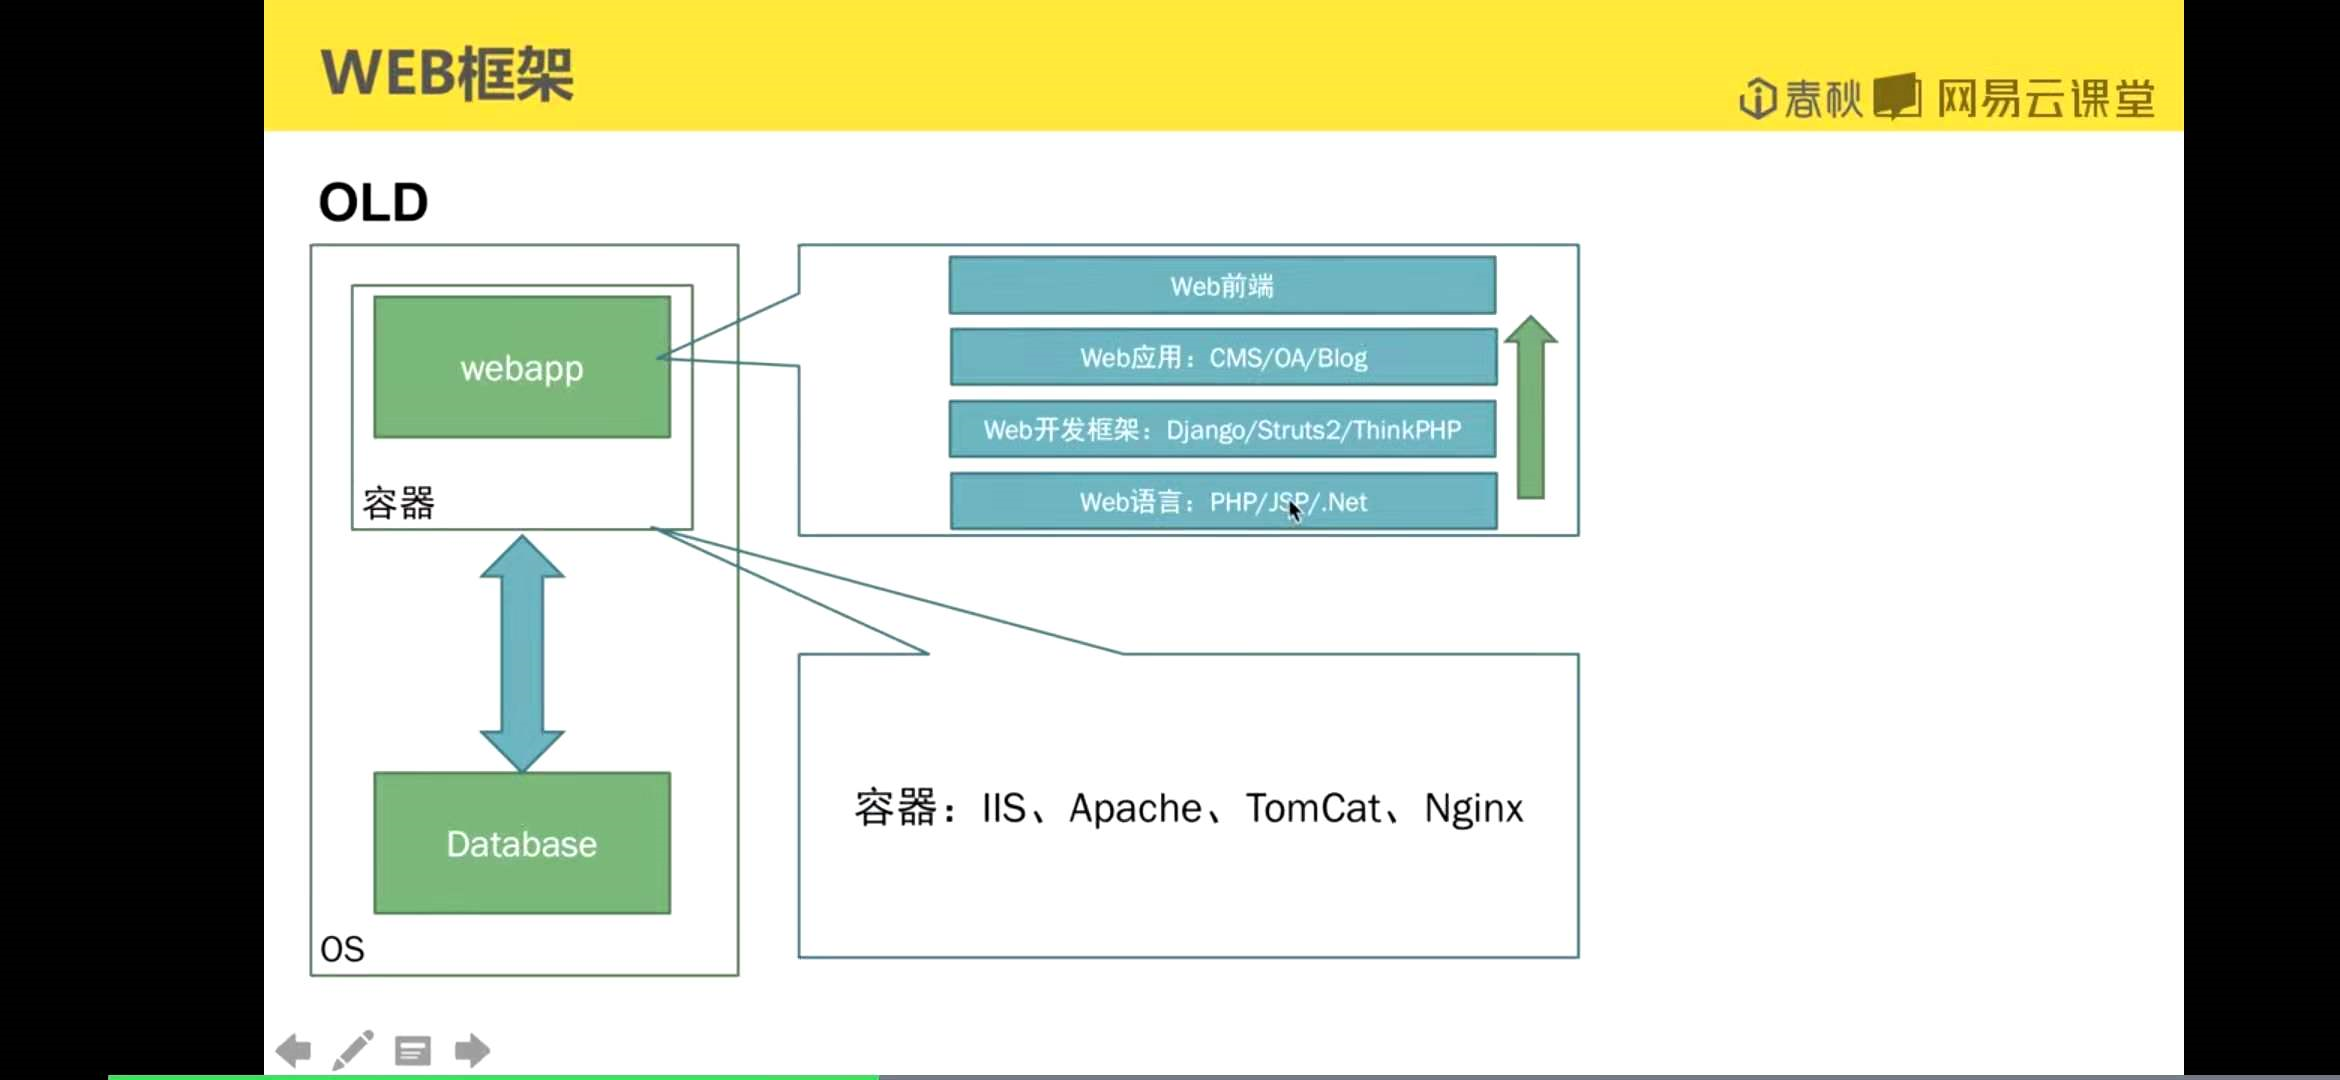 WEB框架
春秋 网易云课堂
OLD
webapp
容器
Database
OS
Web前端
Web应用：CMS/OA/Blog
Web开发框架：Django/Struts2/ThinkPHP
Web语言：PHP/JSP/.Net
容器：IIS、Apache、TomCat、Nginx